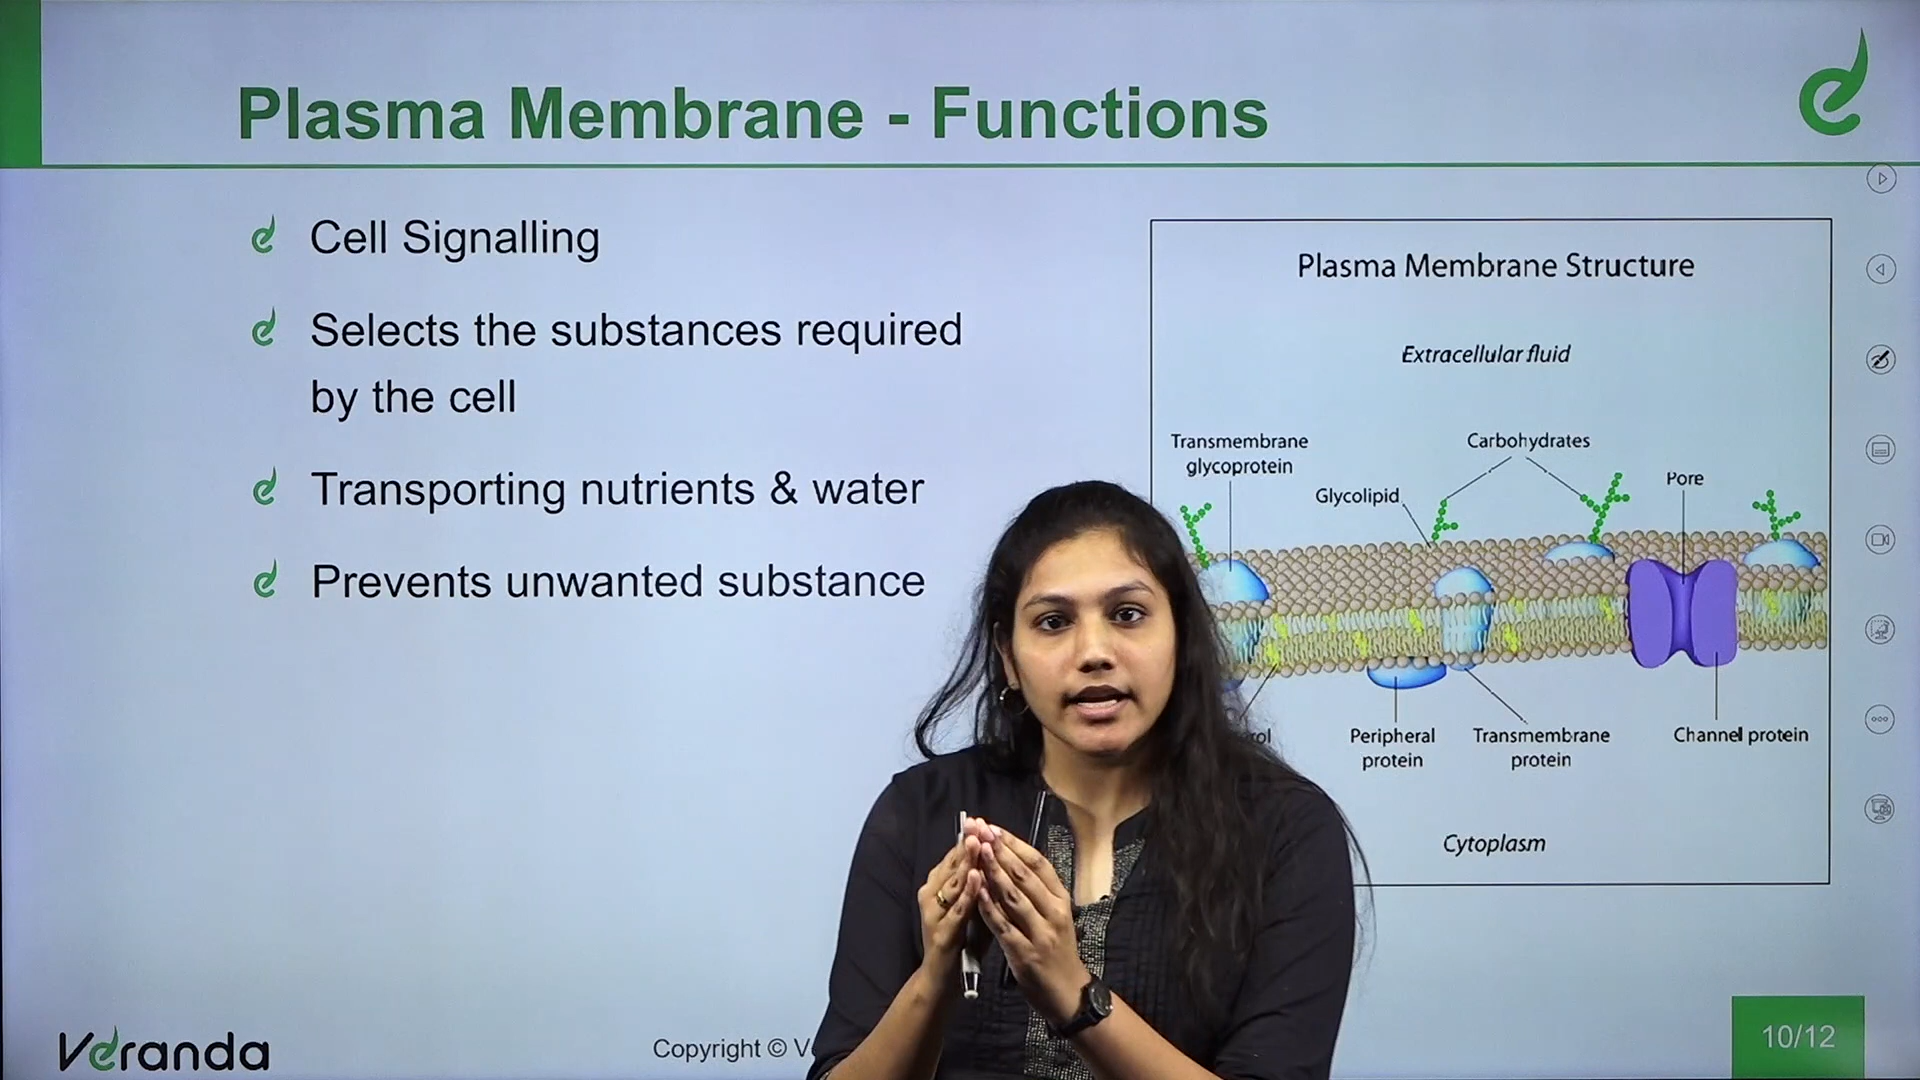 Plasma Membrane - Functions
Cell Signalling
Selects the substances required
by the cell
Transporting nutrients & water
Prevents unwanted substance
Plasma Membrane Structure
Extracellular fluid
Transmembrane
glycoprotein
Glycolipid
Carbohydrates
Pore
Peripheral
protein
Transmembrane
protein
Channel protein
Cytoplasm
Veranda
Copyright ©
10/12